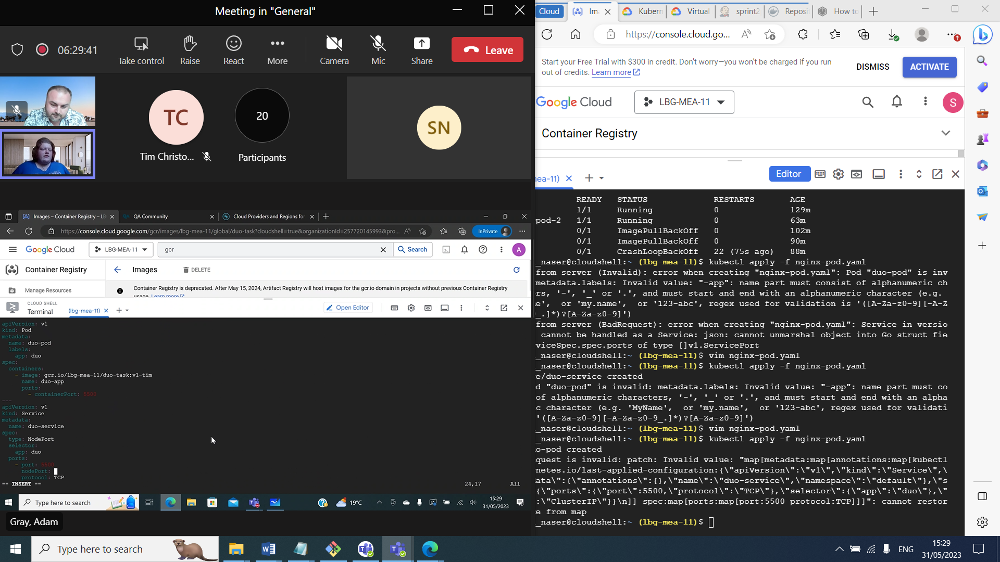 Meeting in "General"
06:29:41
Take control
Raise
React
More
Camera
Mic
Share
Leave
TC
Tim Christo...
20
Participants
SN
Images – Container Registry – LB
QA Community
Cloud Providers and Regions for
https://console.cloud.google.com/gcr/images/lbg-mea-11/global/duo-task?cloudshell=true&organizationId=257720145993&pro...
InPrivate
Google Cloud
LBG-MEA-11
gcr
Search
A
Container Registry
Images
DELETE
Manage Resources
Container Registry is deprecated. After May 15, 2024, Artifact Registry will host images for the gcr.io domain in projects without previous Container Registry
usage. Learn more
CLOUD SHELL
Terminal
(lbg-mea-11)
Open Editor
apiVersion: v1
kind: Pod
metadata:
name: duo-pod
labels:
app: duo
spec:
containers:
- image: gcr.io/lbg-mea-11/duo-task:v1-tim
name: duo-app
ports:
- containerPort: 5500
---
apiVersion: v1
kind: Service
metadata:
name: duo-service
spec:
type: NodePort
selector:
app: duo
ports:
- port: 5500
nodePort:
protocol: TCP
-- INSERT --
24,17
All
Type here to search
19°C
15:29
31/05/2023
Gray, Adam
Cloud
Im
Kubern
Virtual
sprint2
Reposi
How to
https://console.cloud.go...
Start your Free Trial with $300 in credit. Don't worry—you won't be charged if you run
out of credits. Learn more
DISMISS
ACTIVATE
Google Cloud
LBG-MEA-11
S
Container Registry
ea-11)
Editor
READY STATUS RESTARTS AGE
1/1 Running 0 129m
pod-2 1/1 Running 0 63m
0/1 ImagePullBackOff 0 102m
0/1 ImagePullBackOff 0 90m
0/1 CrashLoopBackOff 22 (75s ago) 88m
_naser@cloudshell:~ (lbg-mea-11)$ kubectl apply -f nginx-pod.yaml
from server (Invalid): error when creating "nginx-pod.yaml": Pod "duo-pod" is inv
metadata.labels: Invalid value: "-app": name part must consist of alphanumeric ch
rs, '-', '_' or '.', and must start and end with an alphanumeric character (e.g.
e', or 'my.name', or '123-abc', regex used for validation is '([A-Za-z0-9][-A-Z
_.]*)?[A-Za-z0-9]')
from server (BadRequest): error when creating "nginx-pod.yaml": Service in versio
cannot be handled as a Service: json: cannot unmarshal object into Go struct fie
viceSpec.spec.ports of type []v1.ServicePort
_naser@cloudshell:~ (lbg-mea-11)$ vim nginx-pod.yaml
_naser@cloudshell:~ (lbg-mea-11)$ kubectl apply -f nginx-pod.yaml
e/duo-service created
d "duo-pod" is invalid: metadata.labels: Invalid value: "-app": name part must co
of alphanumeric characters, '-', '_' or '.', and must start and end with an alpha
c character (e.g. 'MyName', or 'my.name', or '123-abc', regex used for validati
'([A-Za-z0-9][-A-Za-z0-9_.]*)?[A-Za-z0-9]')
_naser@cloudshell:~ (lbg-mea-11)$ vim nginx-pod.yaml
_naser@cloudshell:~ (lbg-mea-11)$ kubectl apply -f nginx-pod.yaml
o-pod created
quest is invalid: patch: Invalid value: "map[metadata:map[annotations:map[kubectl
rnetes.io/last-applied-configuration:{\"apiVersion\":\"v1\",\"kind\":\"Service\",\
data\":{\"annotations\":{},\"name\":\"duo-service\",\"namespace\":\"default\"},\"s
{\"ports\":{\"port\":5500,\"protocol\":\"TCP\"},\"selector\":{\"app\":\"duo\"},\"
:\"ClusterIP\"}}\n]] spec:map[ports:map[port:5500 protocol:TCP]]]": cannot restor
e from map
_naser@cloudshell:~ (lbg-mea-11)$
Type here to search
ENG
15:29
31/05/2023